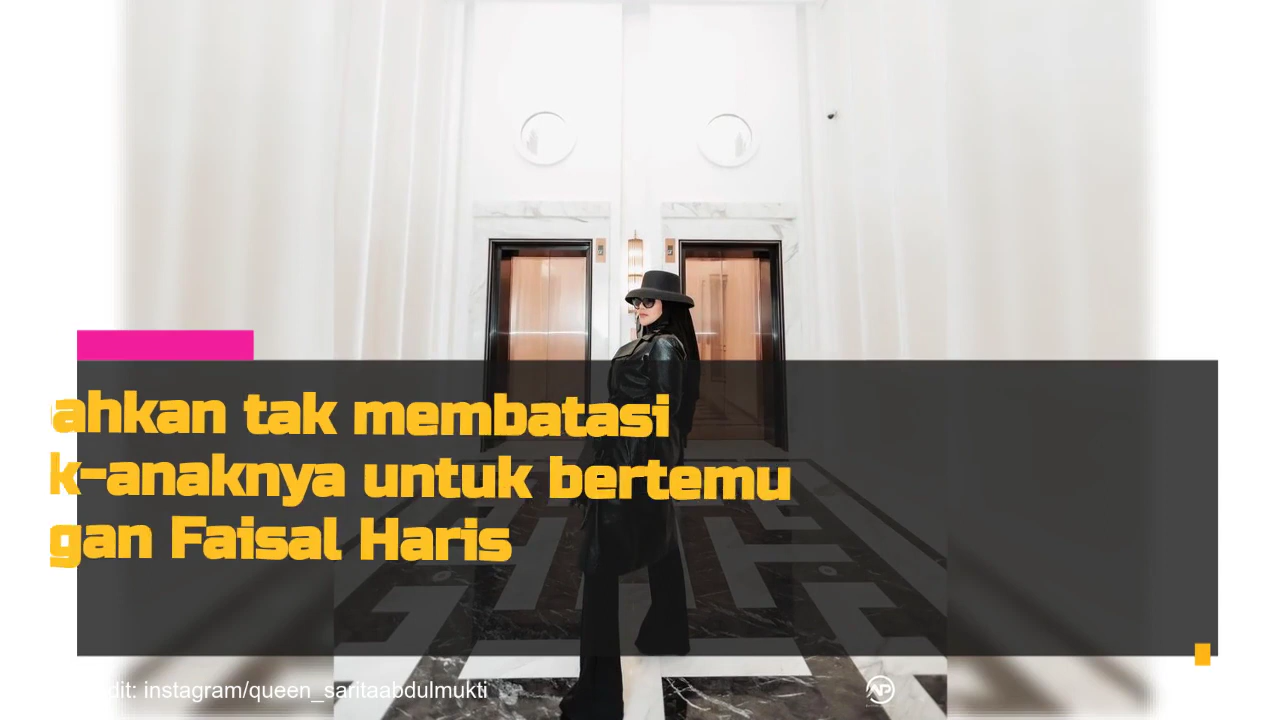 ahkan tak membatasi
k-anaknya untuk bertemu
gan Faisal Haris
dit: instagram/queen_saritaabdulmukti